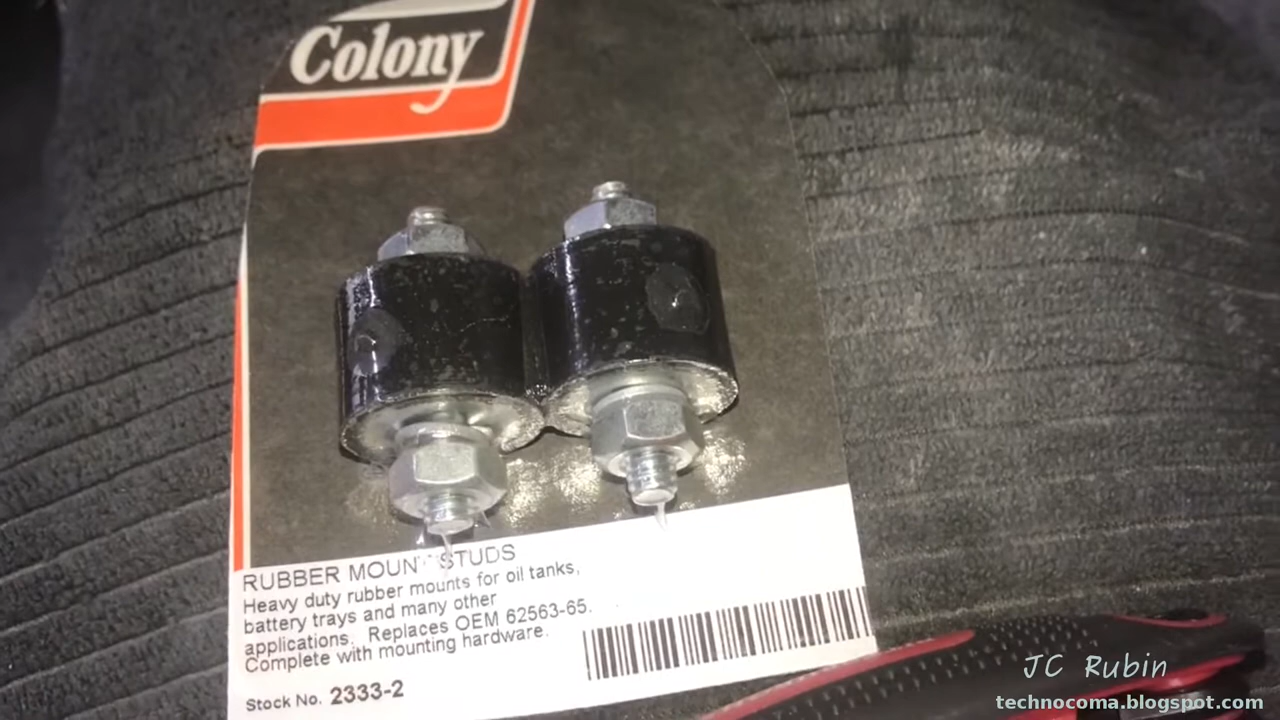 Colony
RUBBER MOUNT STUDS
Heavy duty rubber mounts for oil tanks,
battery trays and many other
applications. Replaces OEM 62563-65.
Complete with mounting hardware.
Stock No. 2333-2
JC Rubin
technocoma.blogspot.com